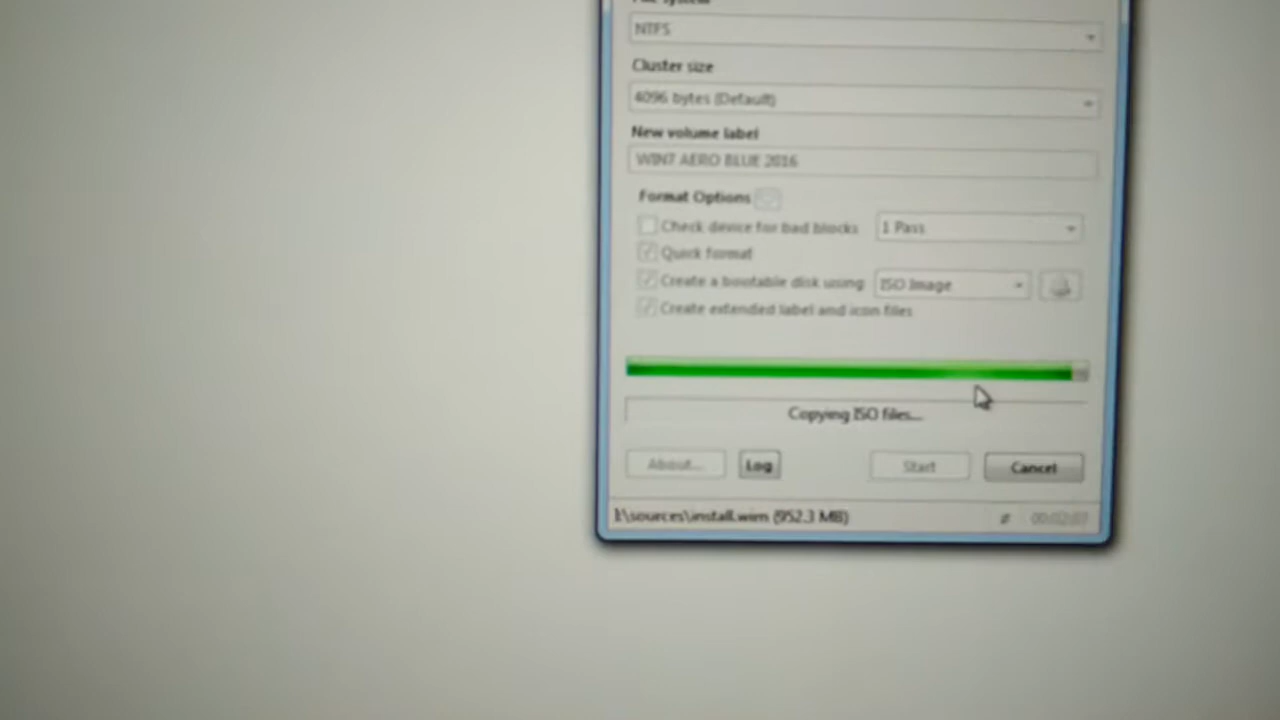 File system
NTFS
Cluster size
4096 bytes (Default)
New volume label
WIN7 AERO BLUE 2016
Format Options
Check device for bad blocks 1 Pass
Quick format
Create a bootable disk using ISO Image
Create extended label and icon files
Copying ISO files...
About... Log Start Cancel
I:\sources\install.wim (952.3 MB) #